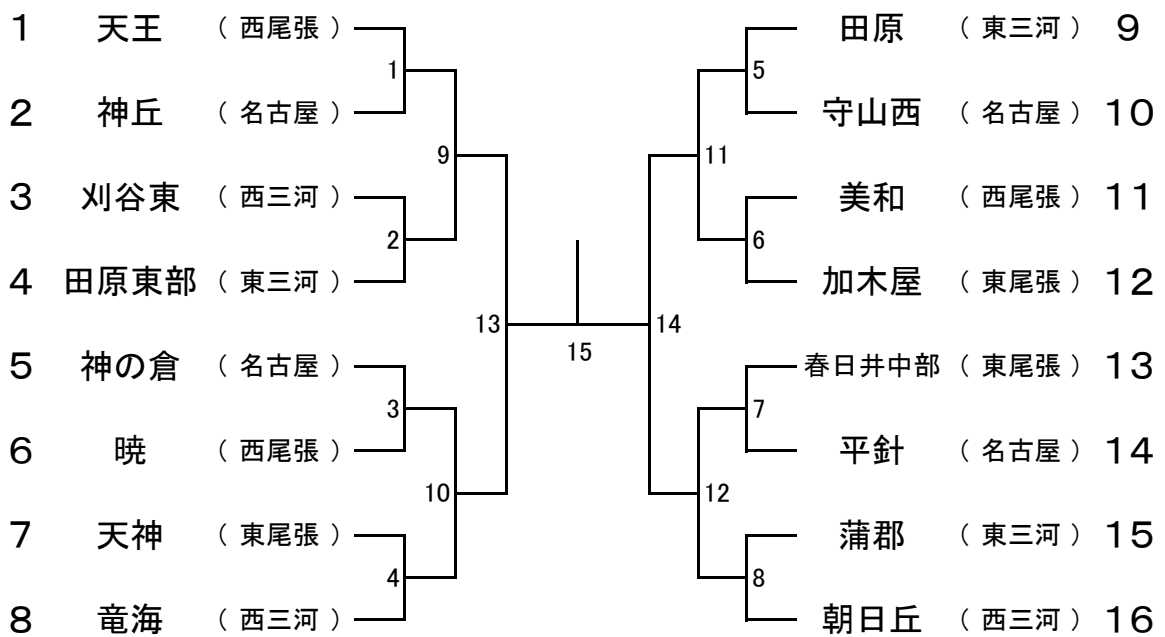 1 天王 （ 西尾張 ）
2 神丘 （ 名古屋 ）
3 刈谷東 （ 西三河 ）
4 田原東部 （ 東三河 ）
5 神の倉 （ 名古屋 ）
6 暁 （ 西尾張 ）
7 天神 （ 東尾張 ）
8 竜海 （ 西三河 ）
1
2
3
4
9
10
13
15
14
11
12
5
6
7
8
田原 （ 東三河 ） 9
守山西 （ 名古屋 ） 10
美和 （ 西尾張 ） 11
加木屋 （ 東尾張 ） 12
春日井中部 （ 東尾張 ） 13
平針 （ 名古屋 ） 14
蒲郡 （ 東三河 ） 15
朝日丘 （ 西三河 ） 16